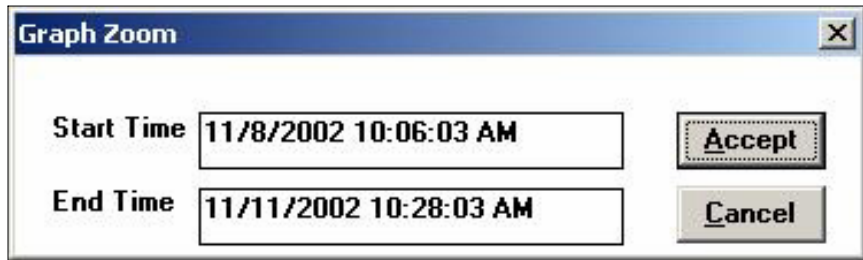 Graph Zoom
Start Time 11/8/2002 10:06:03 AM Accept
End Time 11/11/2002 10:28:03 AM Cancel